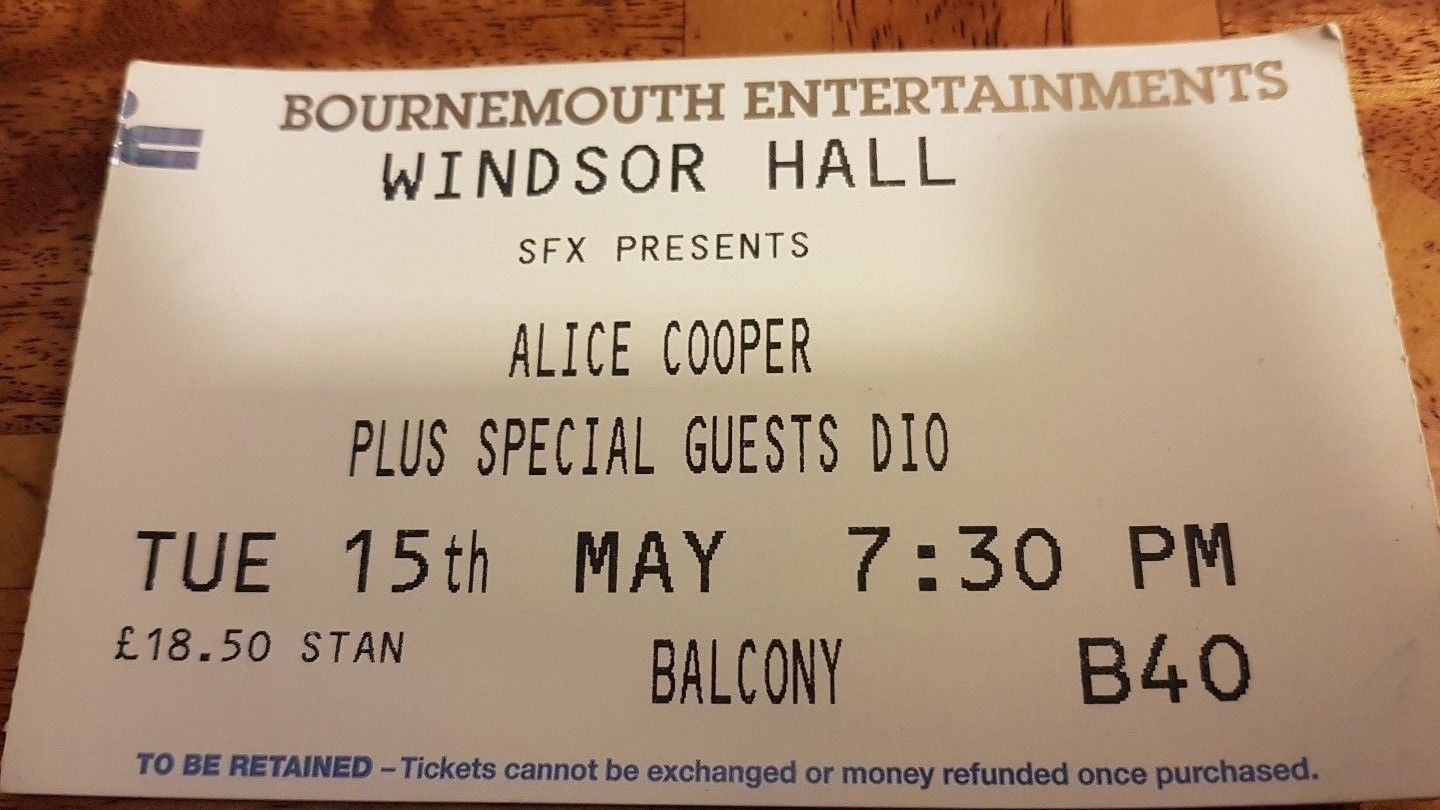 BOURNEMOUTH ENTERTAINMENTS
WINDSOR HALL
SFX PRESENTS
ALICE COOPER
PLUS SPECIAL GUESTS DIO
TUE 15th MAY 7:30 PM
£18.50 STAN BALCONY B40
TO BE RETAINED – Tickets cannot be exchanged or money refunded once purchased.